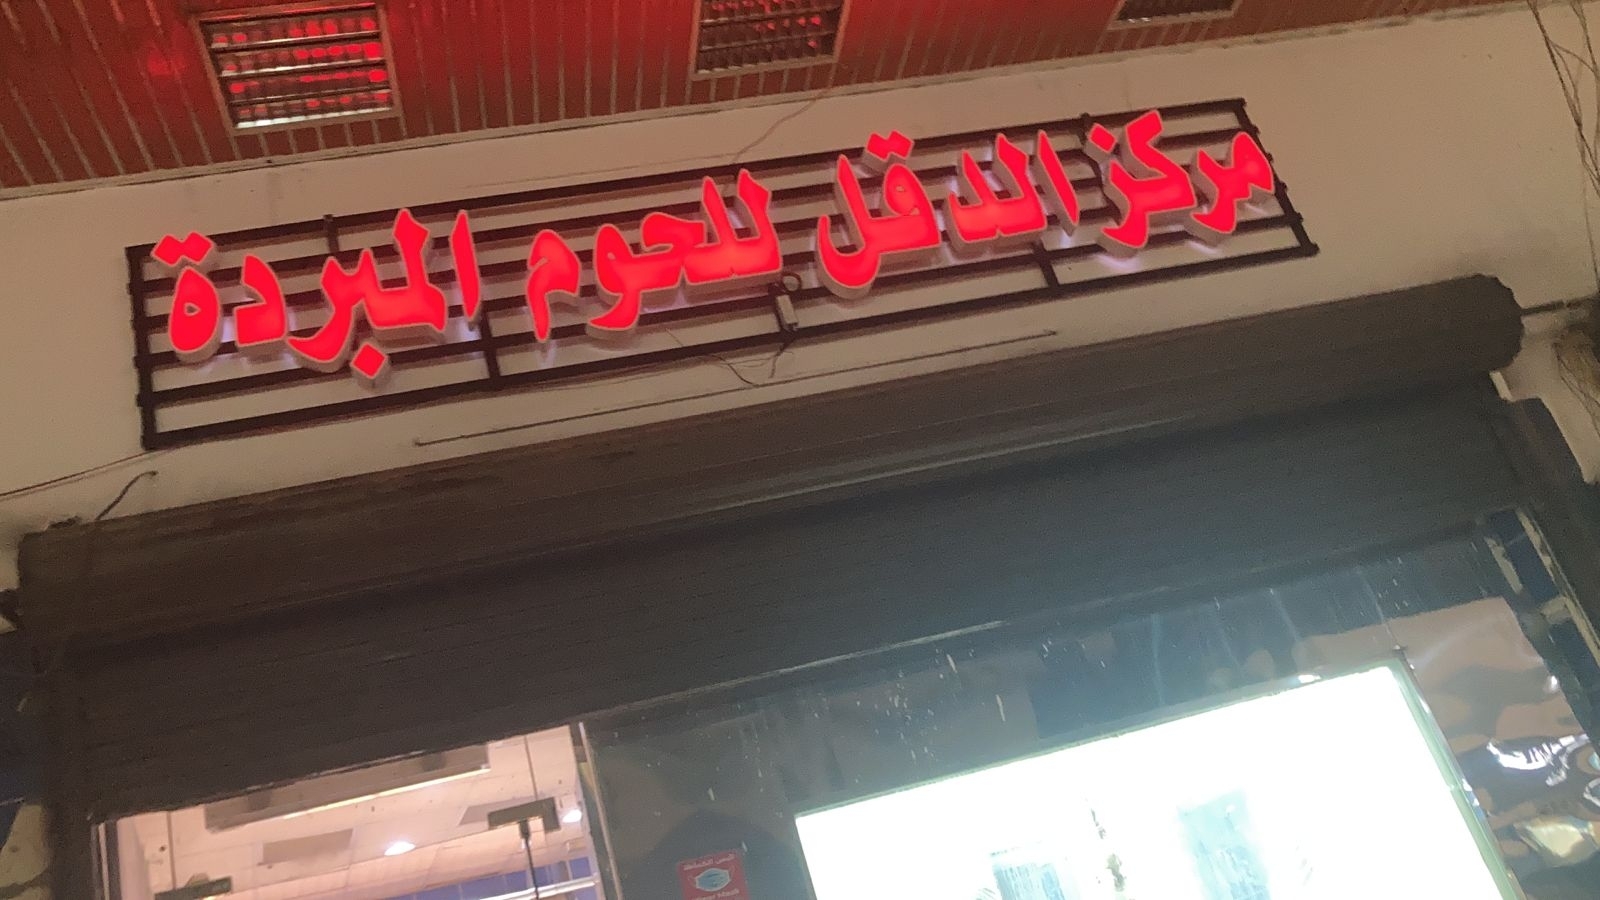 مركز الدقل للحوم المبردة